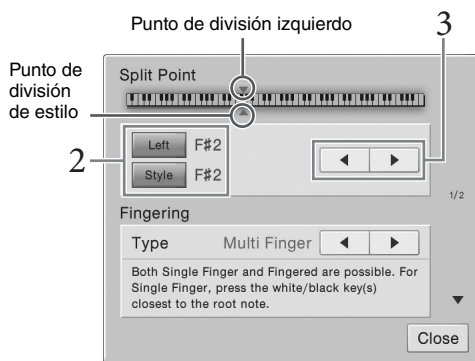 Punto de división izquierdo
3
Punto de
división
de estilo
Split Point
2
Left F#2
Style F#2
1/2
Fingering
Type Multi Finger
Both Single Finger and Fingered are possible. For
Single Finger, press the white/black key(s)
closest to the root note.
Close